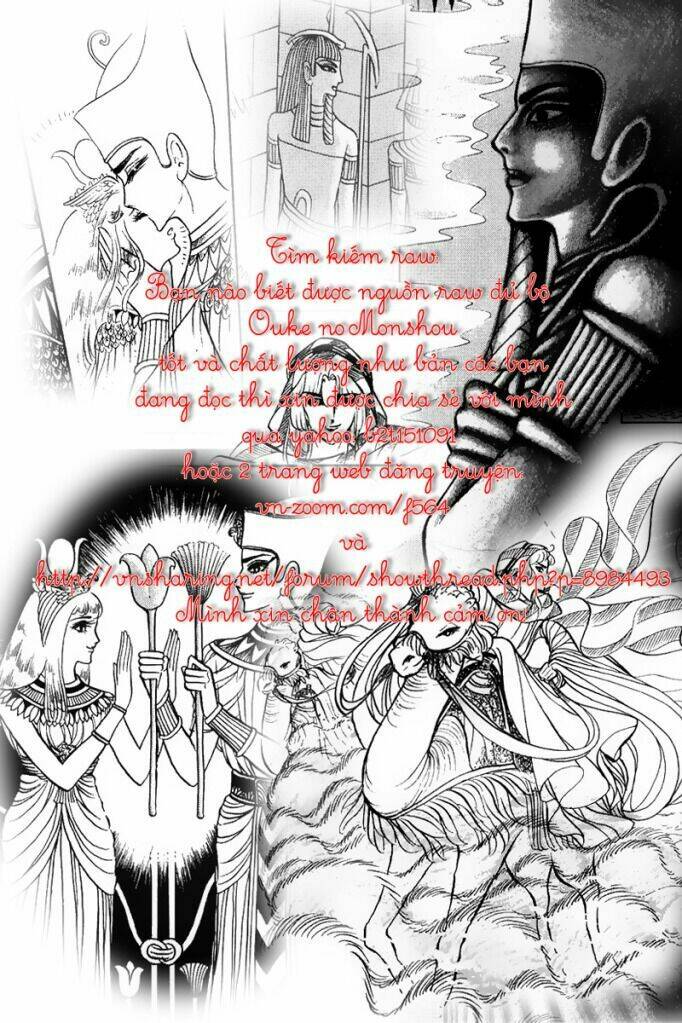 Tìm kiếm raw.
Bạn nào biết được nguồn raw đủ bộ
Ouke no Monshou
tốt và chất lượng như bản các bạn
đang đọc thì xin được chia sẻ với mình
qua yahoo b2t151091
hoặc 2 trang web đăng truyện.
vn-zoom.com/f564
và
http://vnsharing.net/forum/showthread.php?p=8984493
Mình xin chân thành cảm ơn!